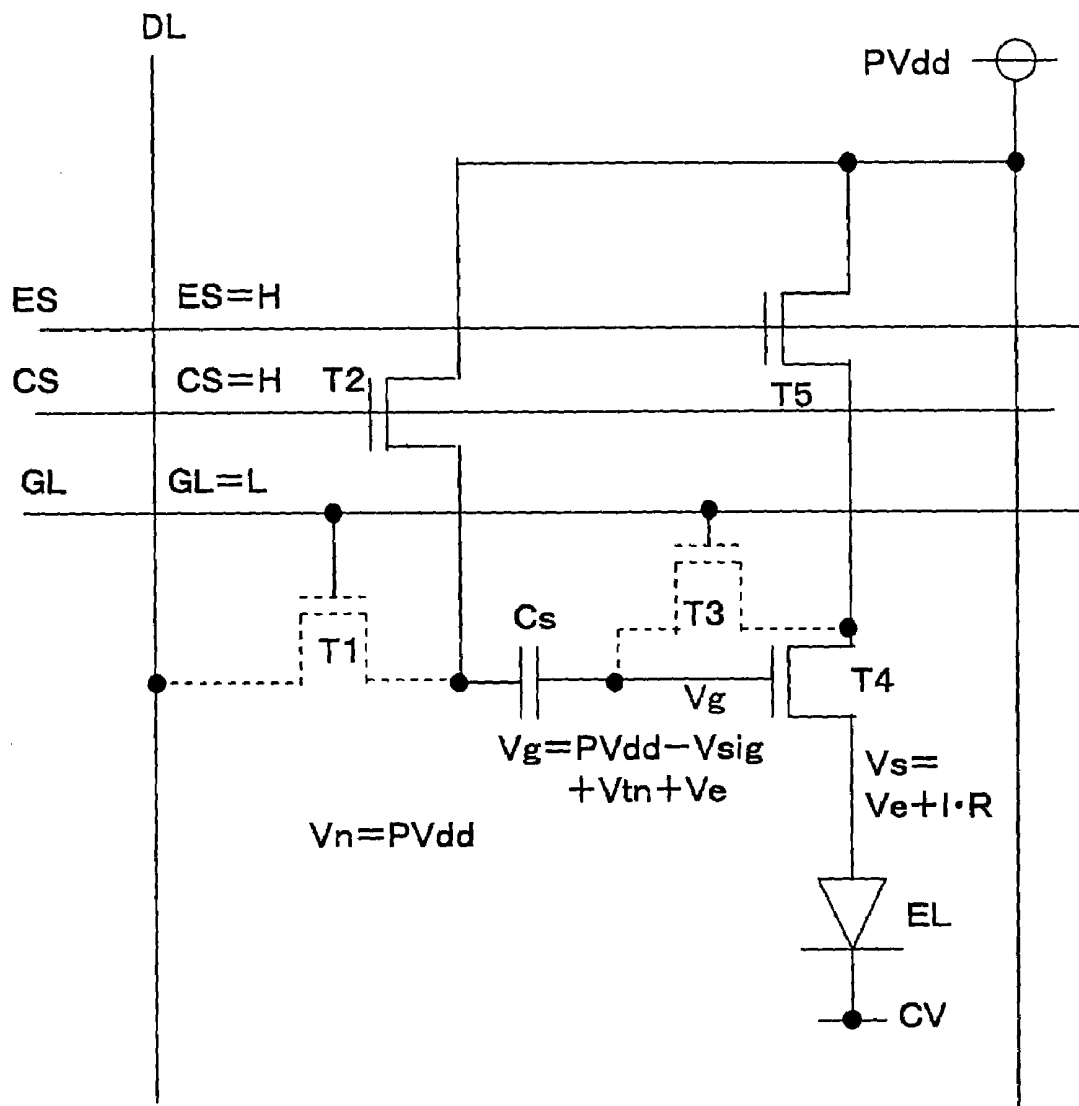 DL
PVdd
ES
ES=H
CS
CS=H
T2
T5
GL
GL=L
T1
Cs
T3
T4
Vg
Vg=PVdd−Vsig
+Vtn+Ve
Vs=
Ve+I·R
Vn=PVdd
EL
CV